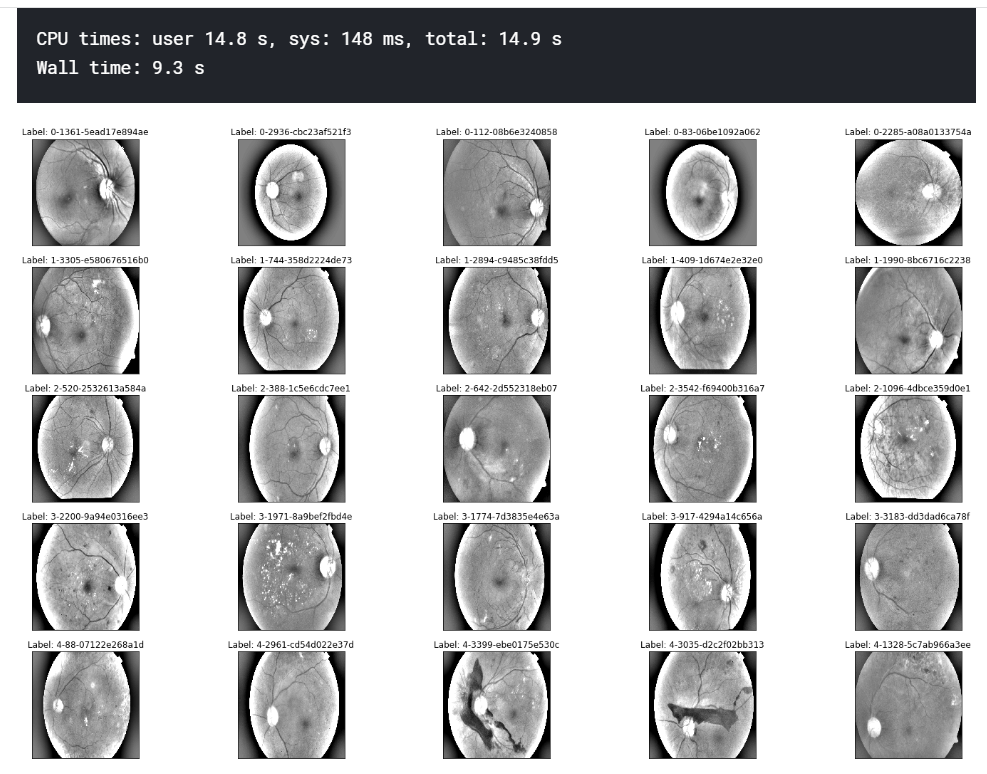 CPU times: user 14.8 s, sys: 148 ms, total: 14.9 s
Wall time: 9.3 s
Label: 0-1361-5ead17e894ae
Label: 0-2936-cbc23af521f3
Label: 0-112-08b6e3240858
Label: 0-83-06be1092a062
Label: 0-2285-a08a0133754a
Label: 1-3305-e580676516b0
Label: 1-744-358d2224de73
Label: 1-2894-c9485c38fdd5
Label: 1-409-1d674e2e32e0
Label: 1-1990-8bc6716c2238
Label: 2-520-2532613a584a
Label: 2-388-1c5e6cdc7ee1
Label: 2-642-2d552318eb07
Label: 2-3542-f69400b316a7
Label: 2-1096-4dbce359d0e1
Label: 3-2200-9a94e0316ee3
Label: 3-1971-8a9bef2fbd4e
Label: 3-1774-7d3835e4e63a
Label: 3-917-4294a14c656a
Label: 3-3183-dd3dad6ca78f
Label: 4-88-07122e268a1d
Label: 4-2961-cd54d022e37d
Label: 4-3399-ebe0175e530c
Label: 4-3035-d2c2f02bb313
Label: 4-1328-5c7ab966a3ee